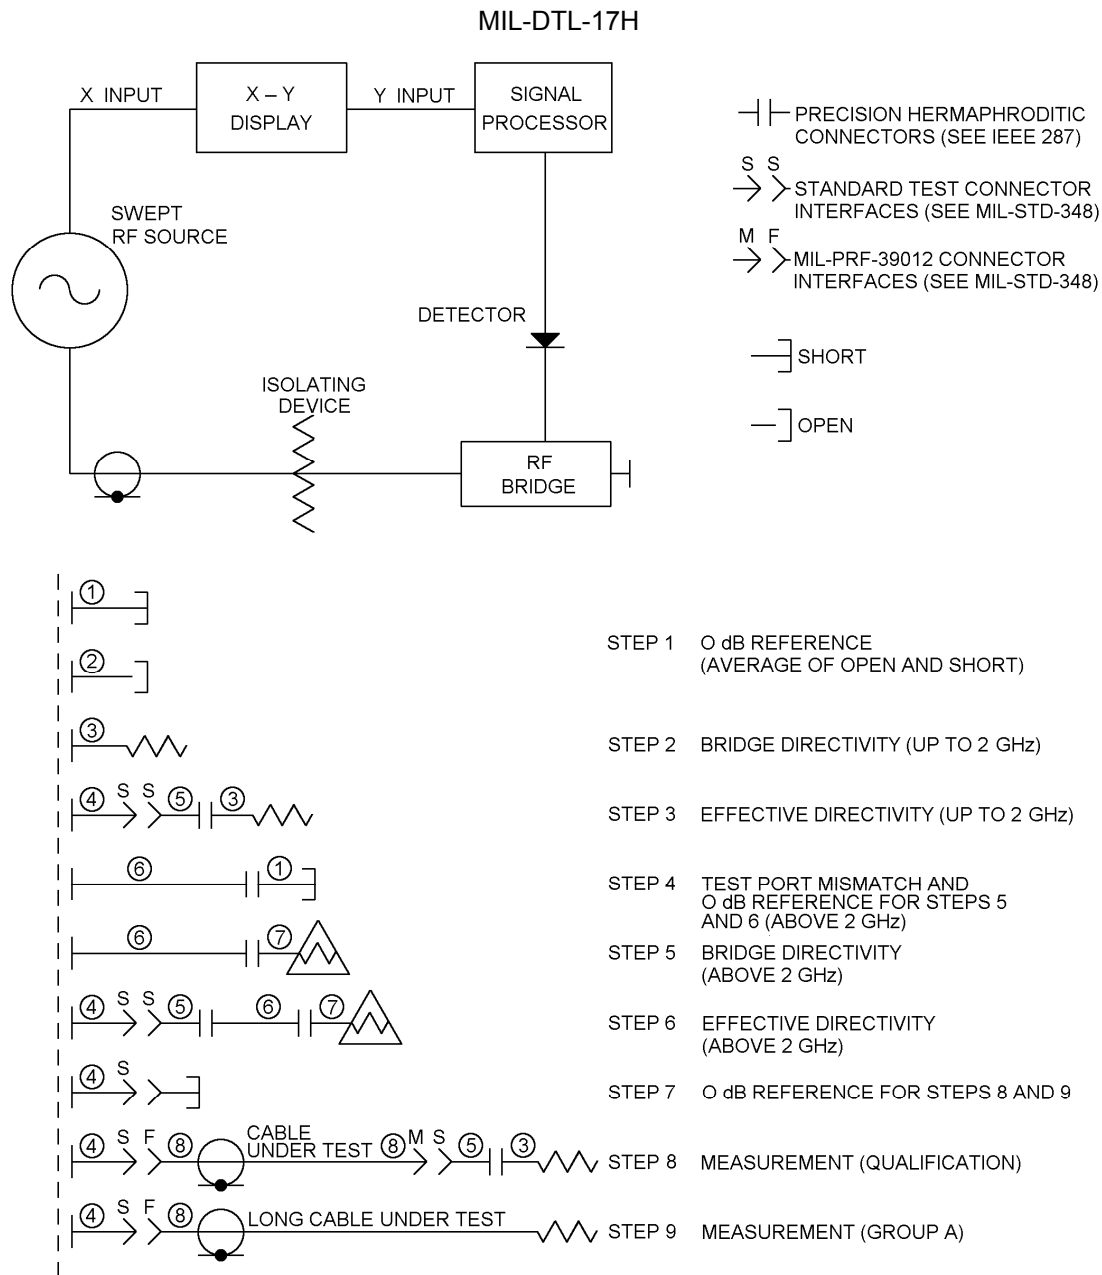 MIL-DTL-17H
X INPUT
X – Y
DISPLAY
Y INPUT
SIGNAL
PROCESSOR
PRECISION HERMAPHRODITIC
CONNECTORS (SEE IEEE 287)
S S
STANDARD TEST CONNECTOR
INTERFACES (SEE MIL-STD-348)
M F
MIL-PRF-39012 CONNECTOR
INTERFACES (SEE MIL-STD-348)
SWEPT
RF SOURCE
DETECTOR
SHORT
ISOLATING
DEVICE
OPEN
RF
BRIDGE
1
2
STEP 1 O dB REFERENCE
(AVERAGE OF OPEN AND SHORT)
3
STEP 2 BRIDGE DIRECTIVITY (UP TO 2 GHz)
4 S S 5 3
STEP 3 EFFECTIVE DIRECTIVITY (UP TO 2 GHz)
6 1
STEP 4 TEST PORT MISMATCH AND
O dB REFERENCE FOR STEPS 5
AND 6 (ABOVE 2 GHz)
6 7
STEP 5 BRIDGE DIRECTIVITY
(ABOVE 2 GHz)
4 S S 5 6 7
STEP 6 EFFECTIVE DIRECTIVITY
(ABOVE 2 GHz)
4 S
STEP 7 O dB REFERENCE FOR STEPS 8 AND 9
4 S F 8 CABLE
UNDER TEST 8 M S 5 3
STEP 8 MEASUREMENT (QUALIFICATION)
4 S F 8 LONG CABLE UNDER TEST
STEP 9 MEASUREMENT (GROUP A)